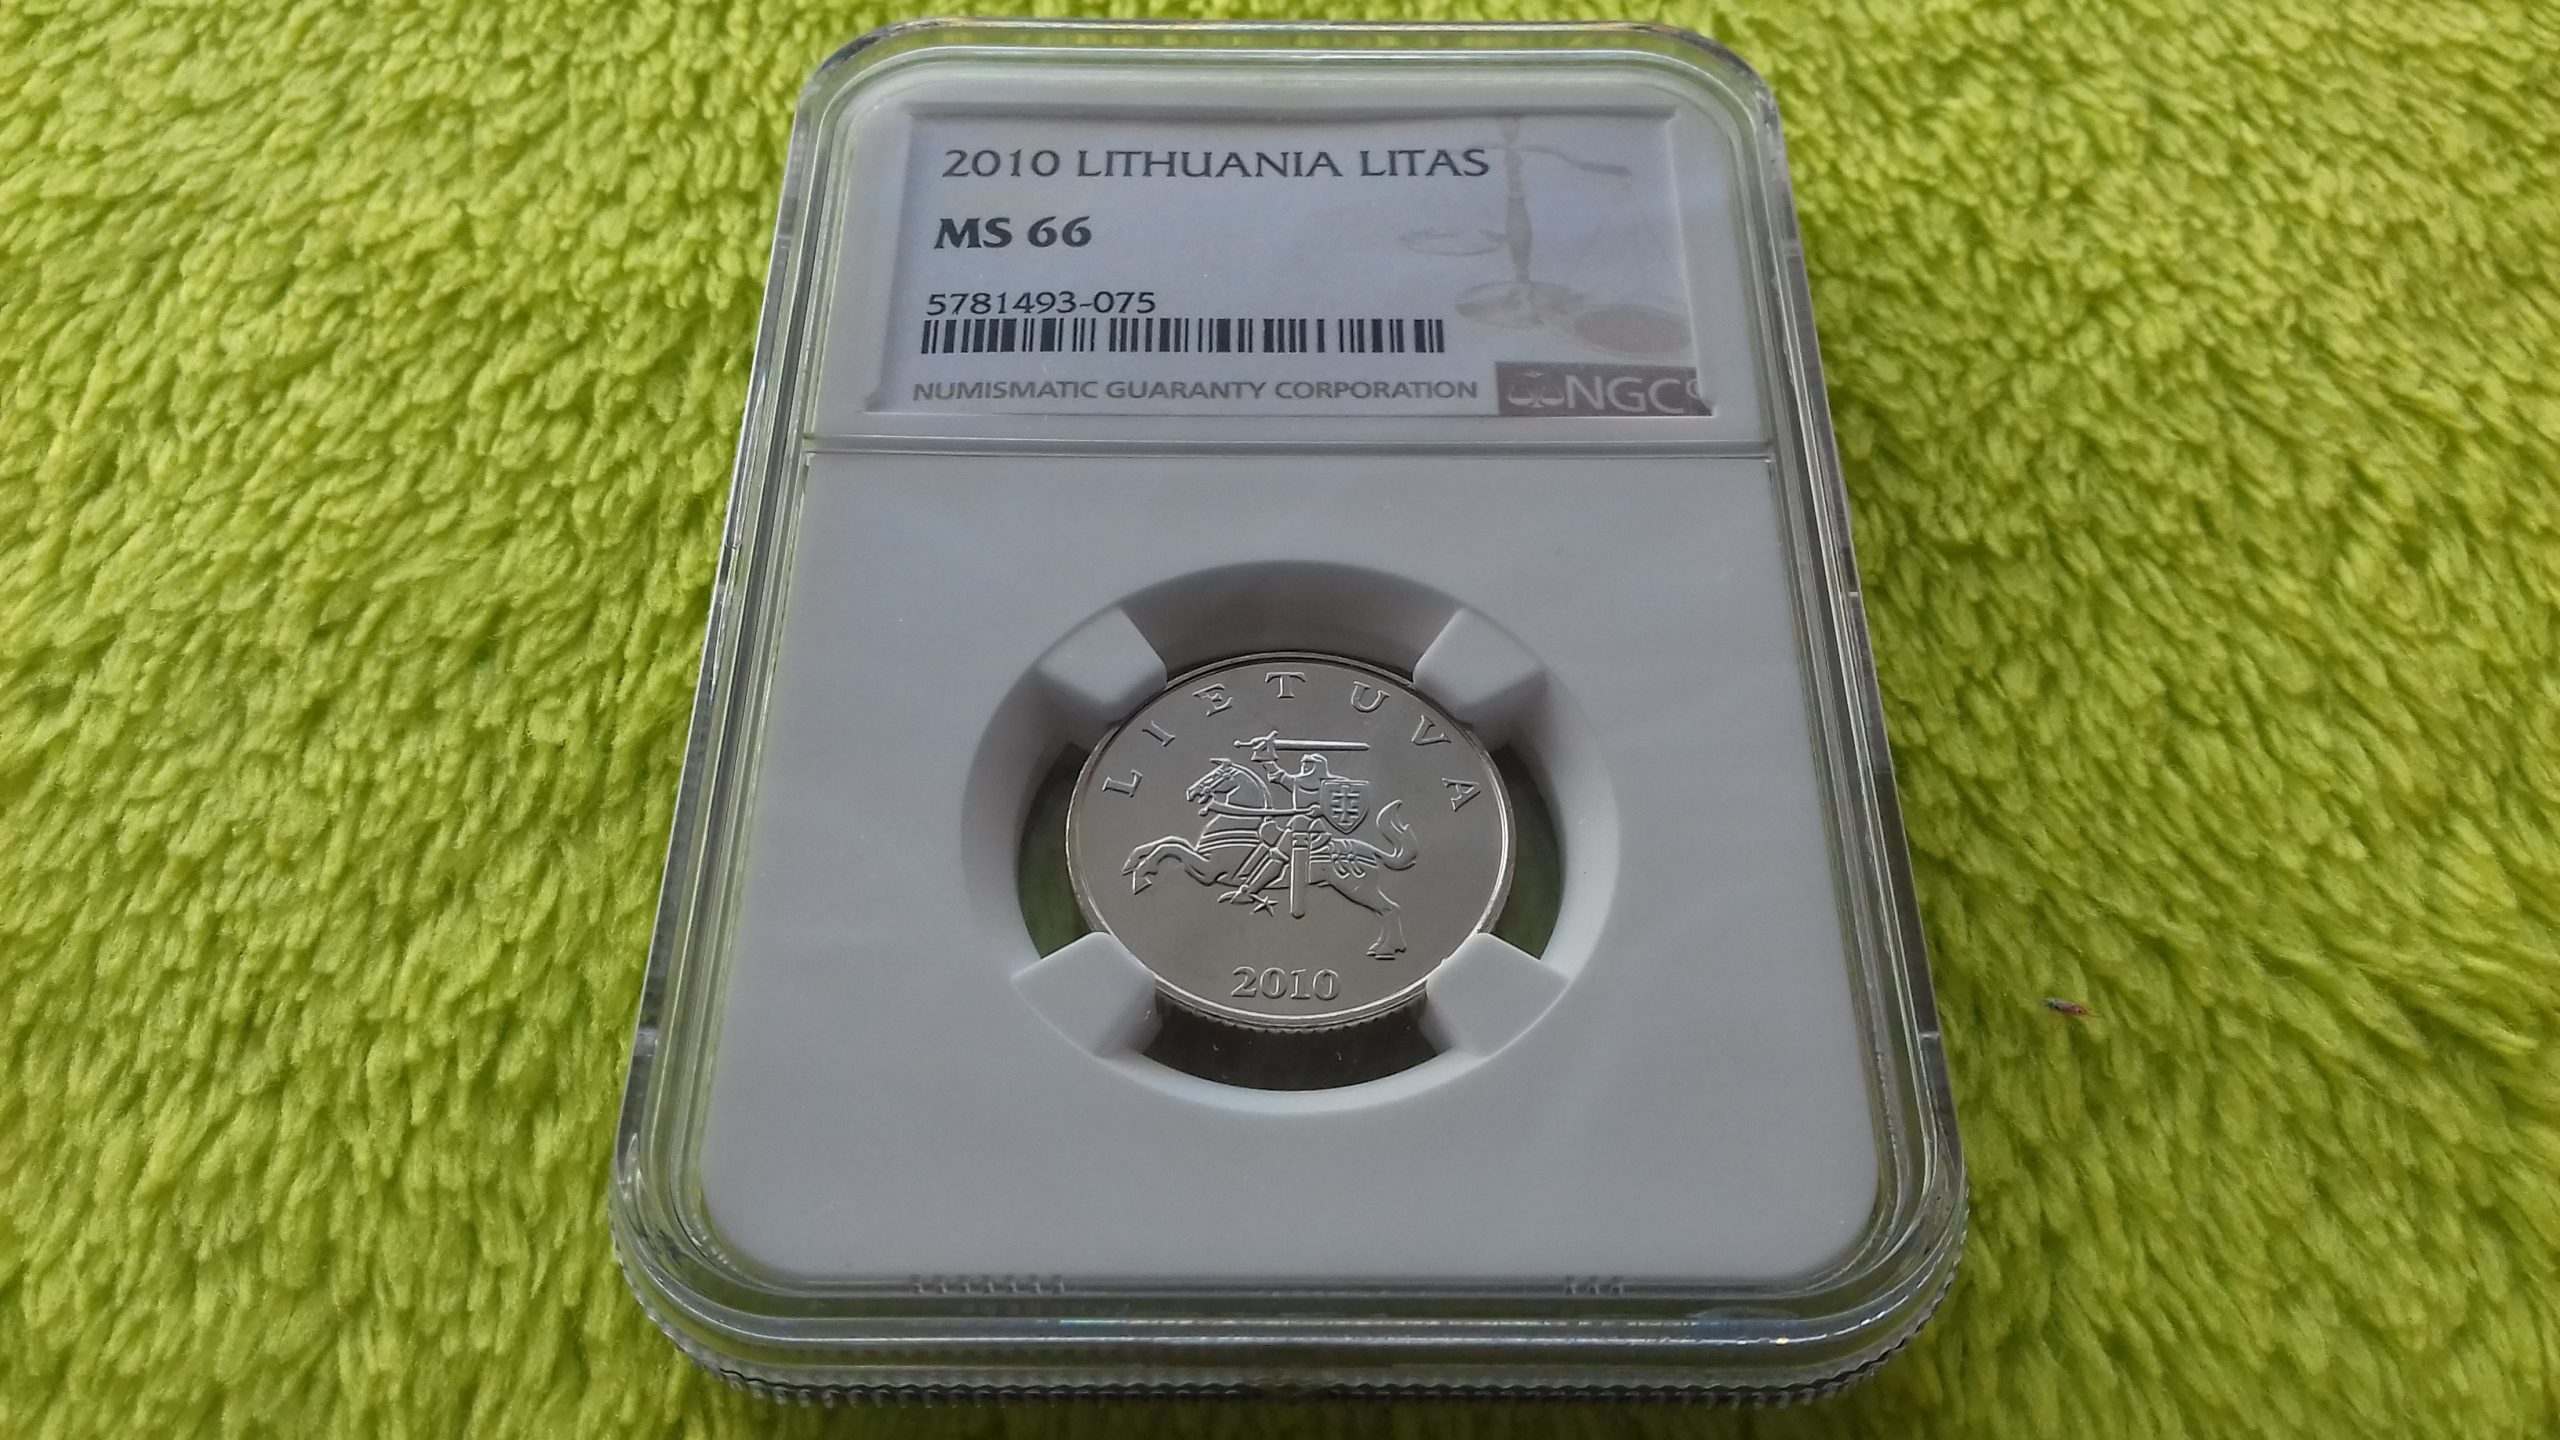 2010 LITHUANIA LITAS
MS 66
5781493-075
NUMISMATIC GUARANTY CORPORATION NGC
LIETUVA
2010